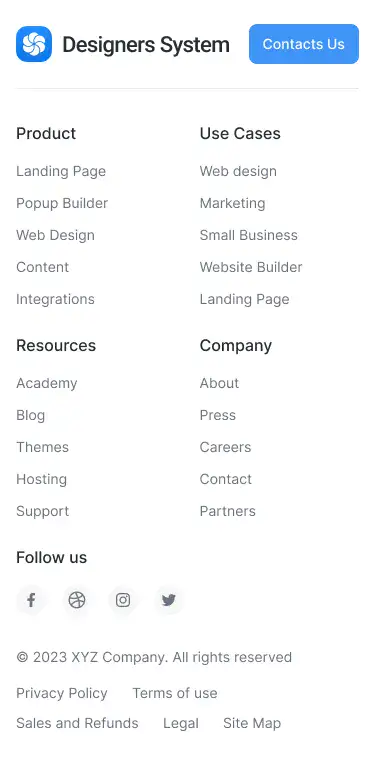 Designers System
Contacts Us
Product
Landing Page
Popup Builder
Web Design
Content
Integrations
Use Cases
Web design
Marketing
Small Business
Website Builder
Landing Page
Resources
Academy
Blog
Themes
Hosting
Support
Company
About
Press
Careers
Contact
Partners
Follow us
© 2023 XYZ Company. All rights reserved
Privacy Policy Terms of use
Sales and Refunds Legal Site Map